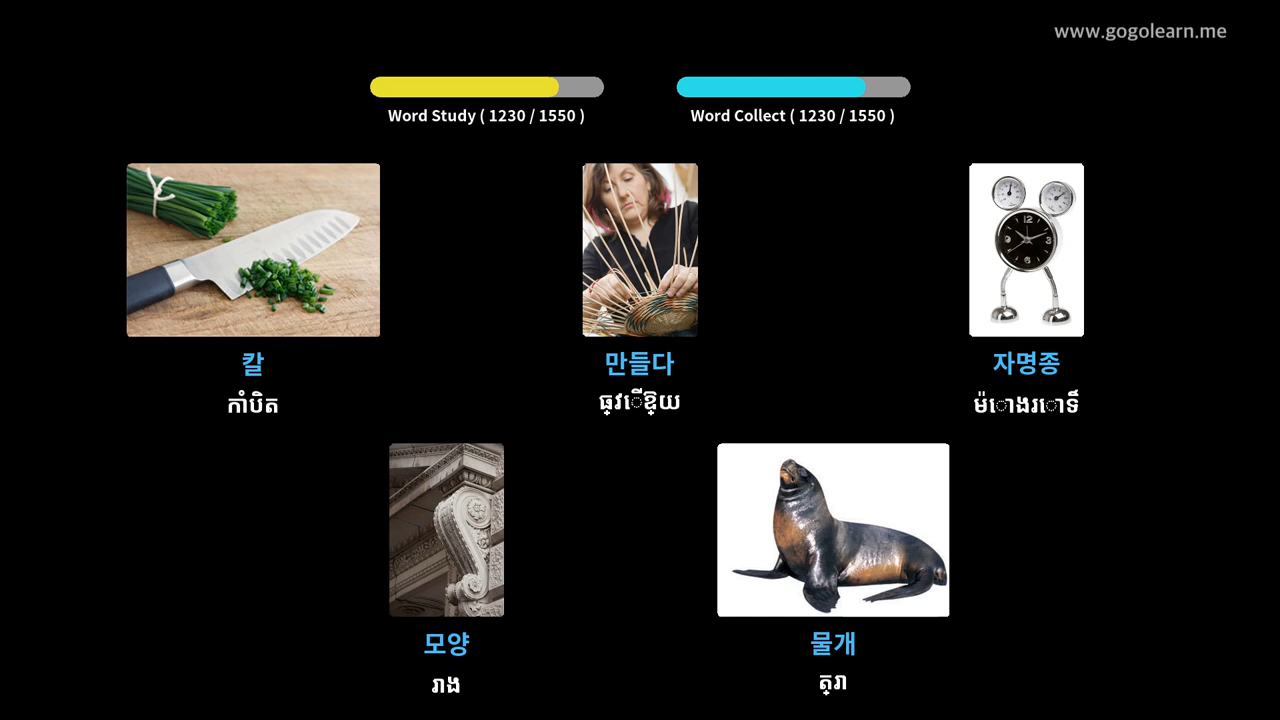 www.gogolearn.me
Word Study ( 1230 / 1550 )
Word Collect ( 1230 / 1550 )
칼
만들다
자명종
កាំបិត
ធ្វើឱ្យ
ម៉ោងរោទិ៍
모양
물개
រាង
ត្រា